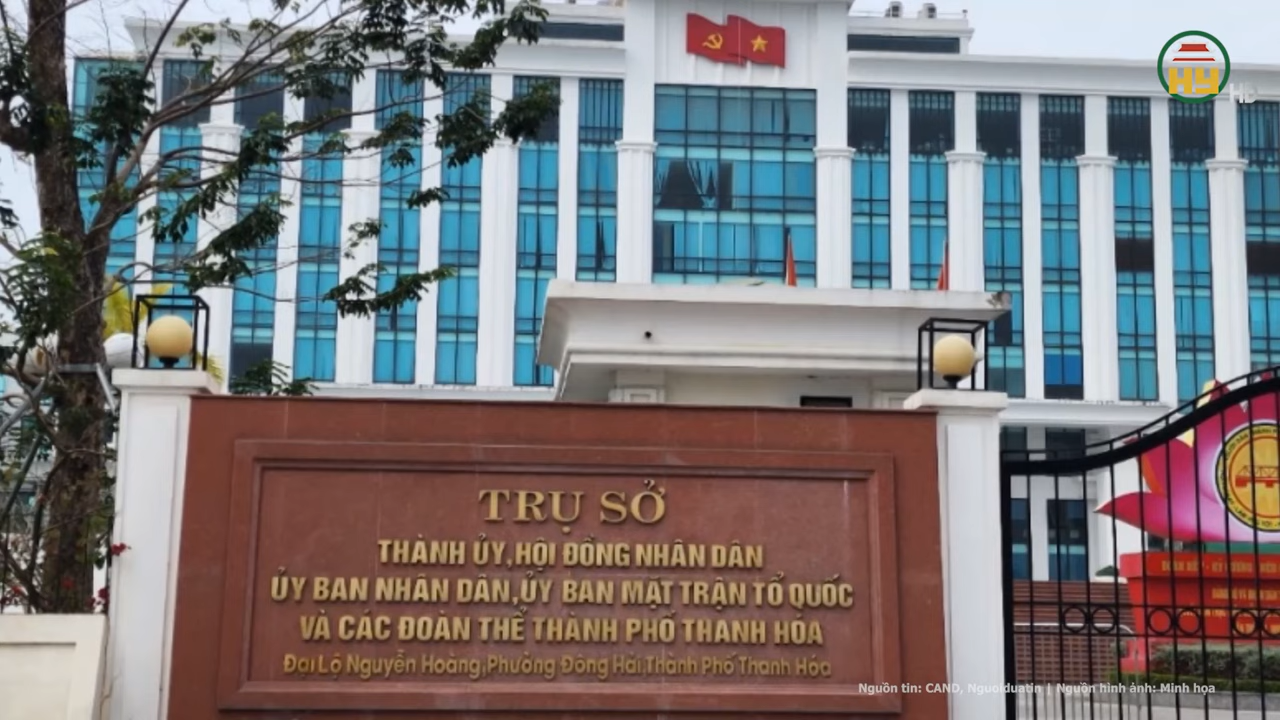 HY
HD
TRỤ SỞ
THÀNH ỦY, HỘI ĐỒNG NHÂN DÂN
ỦY BAN NHÂN DÂN, ỦY BAN MẶT TRẬN TỔ QUỐC
VÀ CÁC ĐOÀN THỂ THÀNH PHỐ THANH HÓA
Đại Lộ Nguyễn Hoàng, Phường Đông Hải, Thành Phố Thanh Hóa
Nguồn tin: CAND, Nguoiduatin | Nguồn hình ảnh: Minh họa